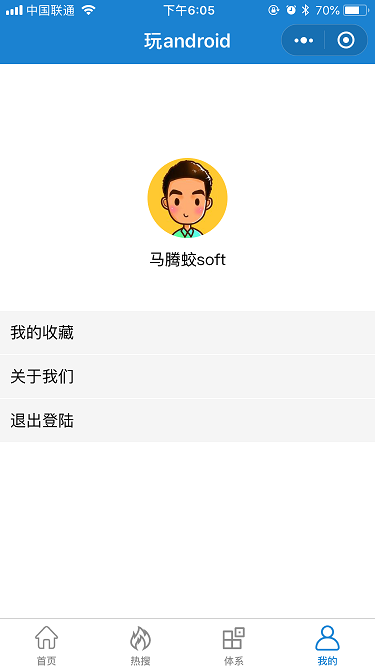 中国联通 下午6:05 70%
玩android
马腾蛟soft
我的收藏
关于我们
退出登陆
首页 热搜 体系 我的